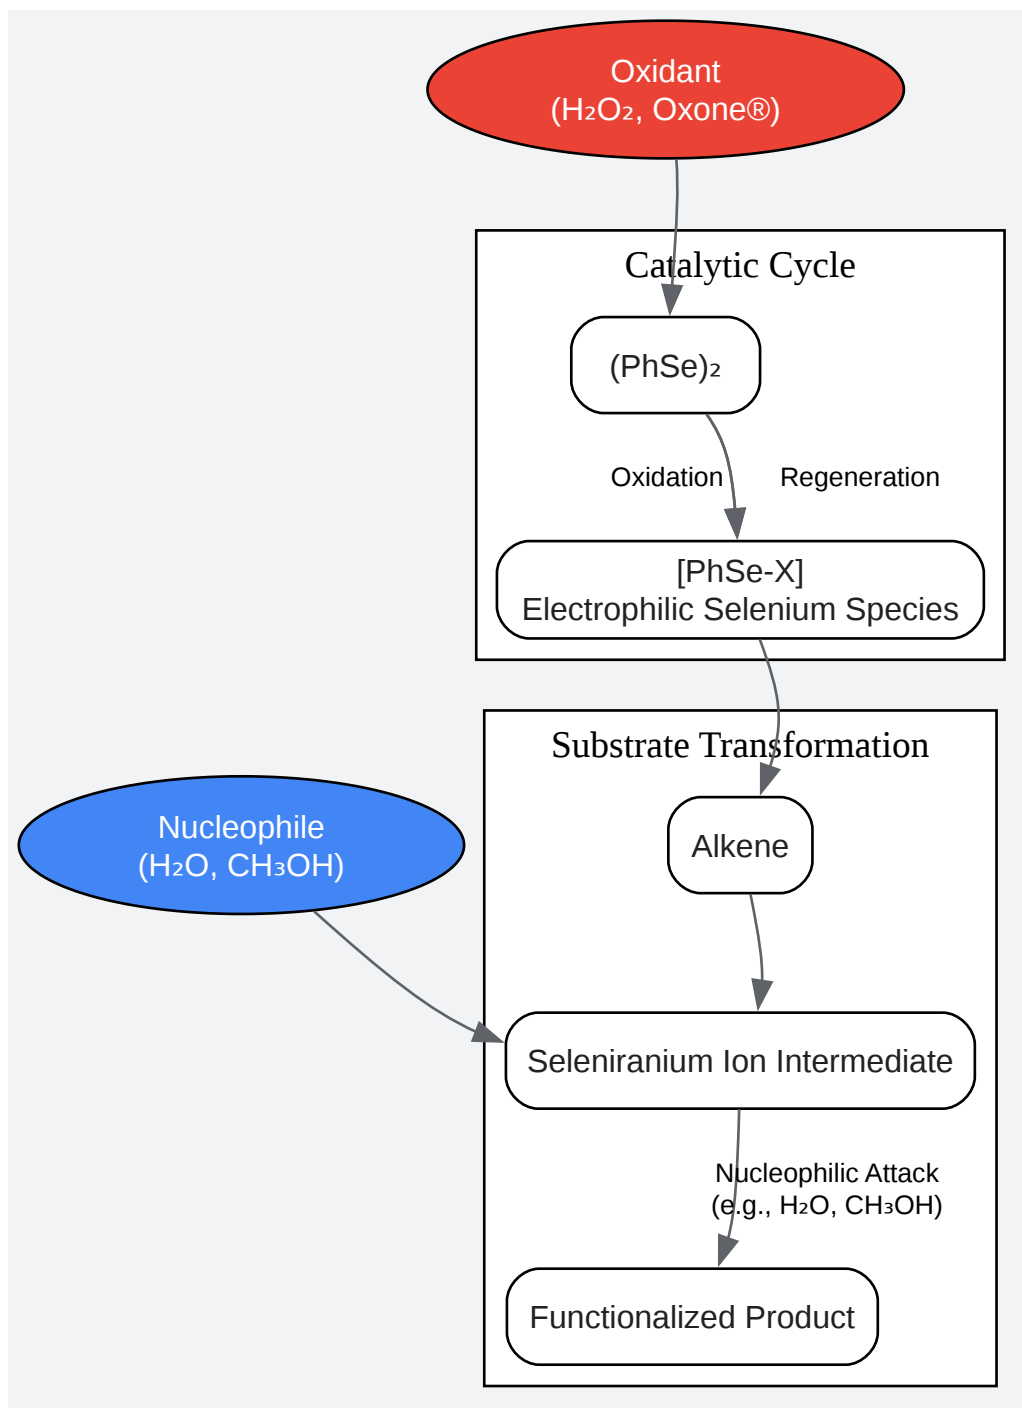 Oxidant
(H₂O₂, Oxone®)
Catalytic Cycle
(PhSe)₂
Oxidation
Regeneration
[PhSe-X]
Electrophilic Selenium Species
Substrate Transformation
Nucleophile
(H₂O, CH₃OH)
Alkene
Seleniranium Ion Intermediate
Nucleophilic Attack
(e.g., H₂O, CH₃OH)
Functionalized Product